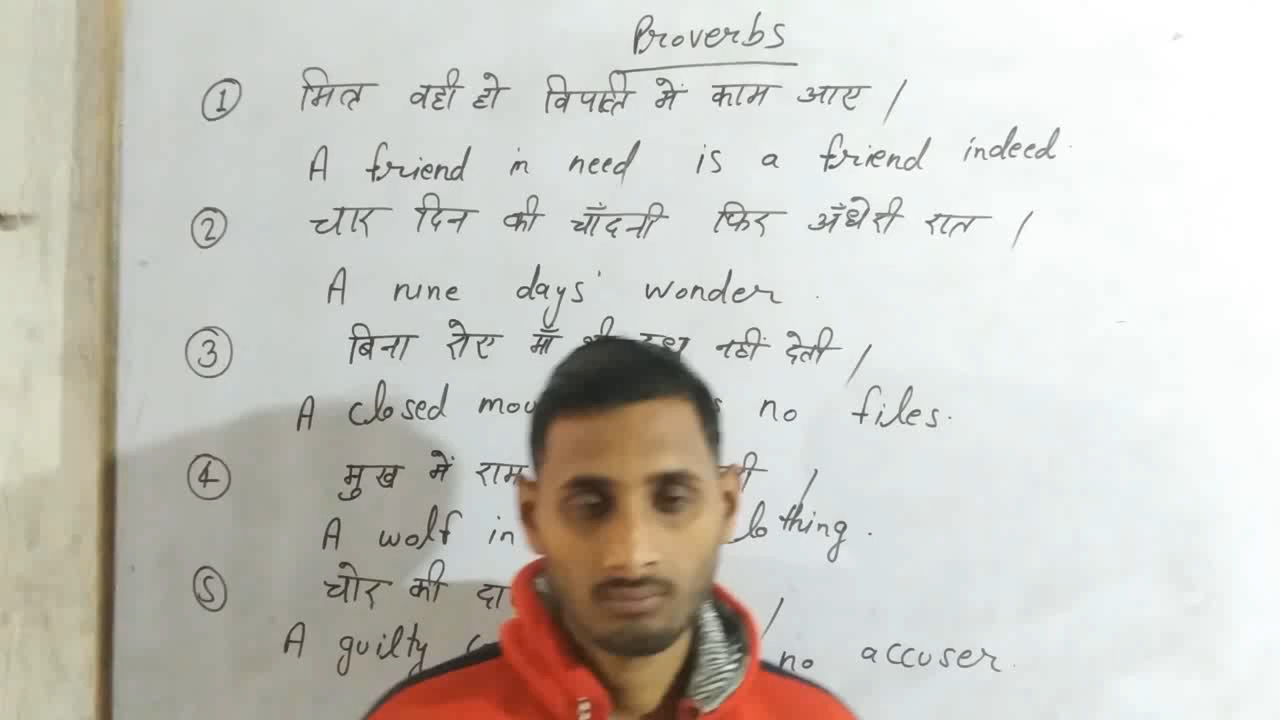 Proverbs
① मित्र वही हो विपत्ति में काम आए /
A friend in need is a friend indeed.
② चार दिन की चाँदनी फिर अँधेरी रात /
A nine days' wonder.
③ बिना रोए माँ भी दूध नहीं देती /
A closed no files.
④ मुख में राम /
A wolf in clothing.
⑤ चोर की /
A guilty no accuser.